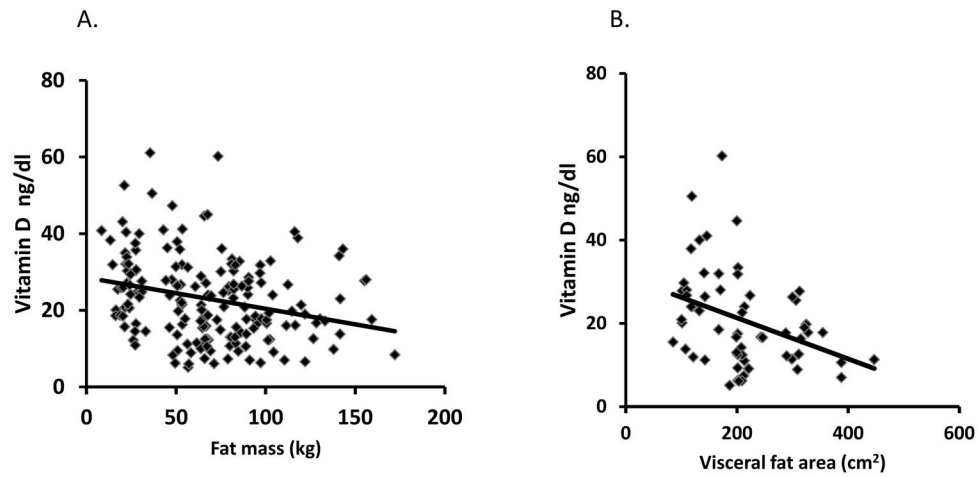 A.
80
60
40
20
0
Vitamin D ng/dl
0 50 100 150 200
Fat mass (kg)
B.
80
60
40
20
0
Vitamin D ng/dl
0 200 400 600
Visceral fat area (cm²)